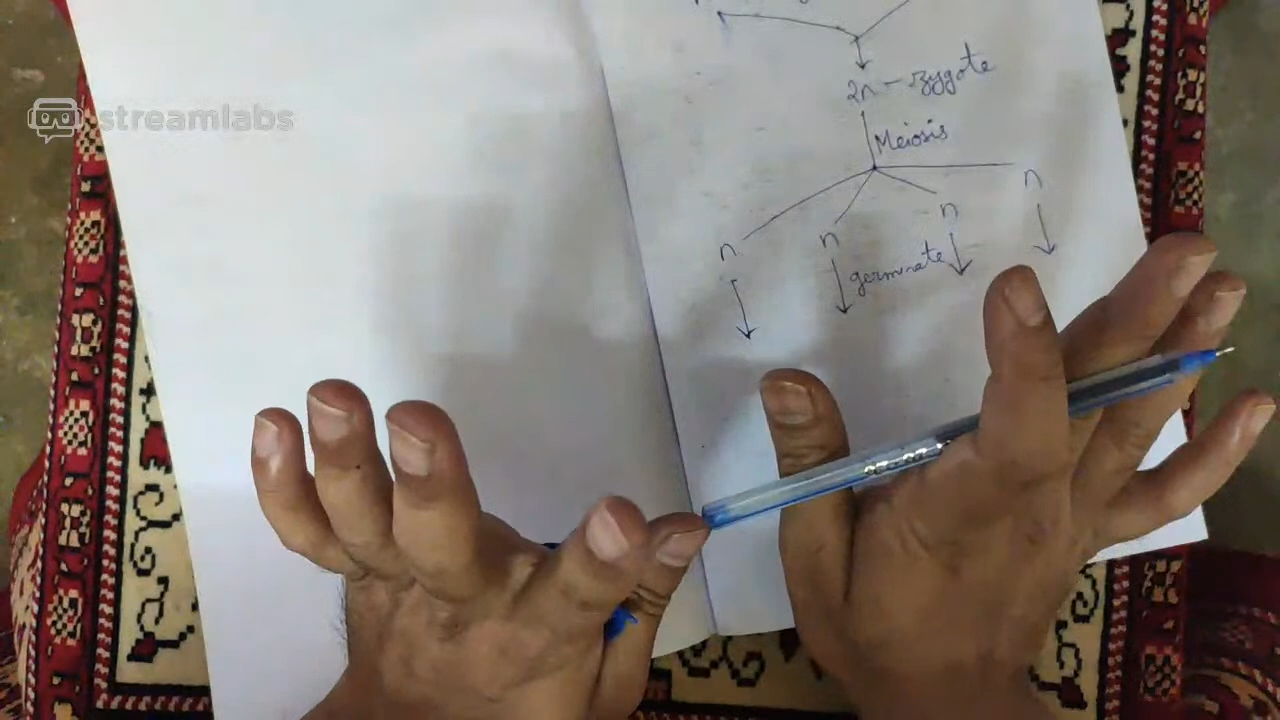 streamlabs
2n - zygote
Meiosis
n
n
n
n
germinate